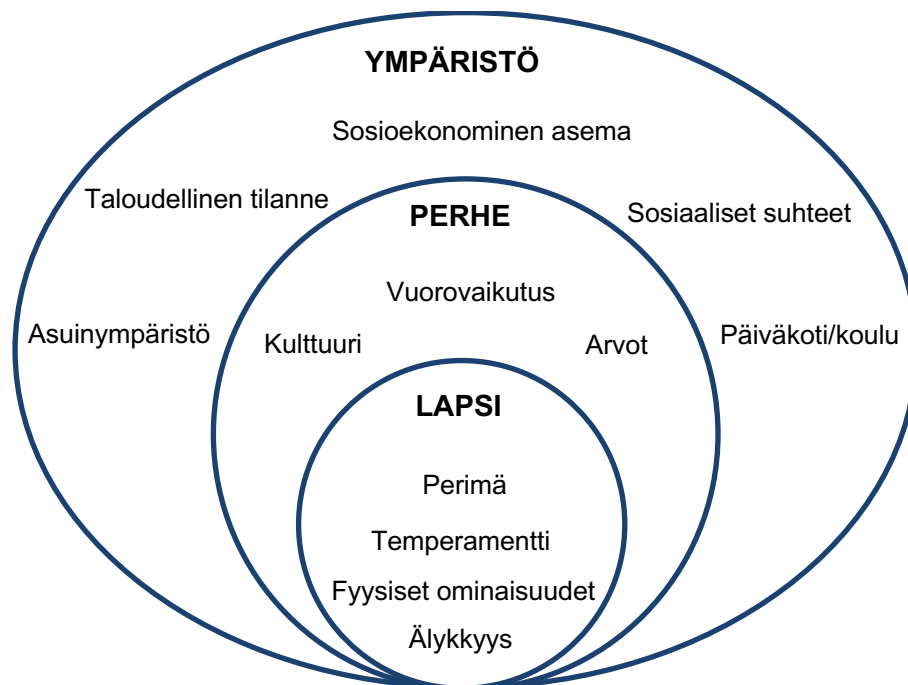 YMPÄRISTÖ
Sosioekonominen asema
Taloudellinen tilanne
Sosiaaliset suhteet
PERHE
Vuorovaikutus
Asuinympäristö
Kulttuuri
Arvot
Päiväkoti/koulu
LAPSI
Perimä
Temperamentti
Fyysiset ominaisuudet
Älykkyys